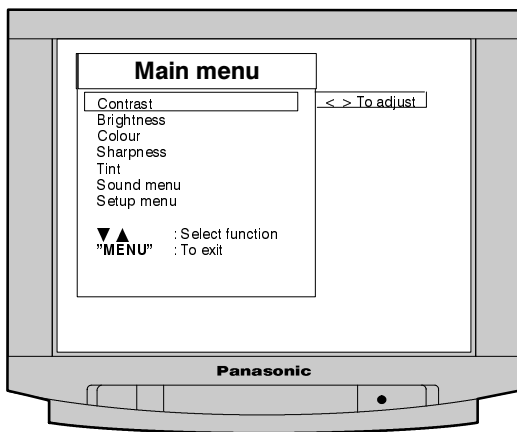 Main menu
Contrast < > To adjust
Brightness
Colour
Sharpness
Tint
Sound menu
Setup menu
▼ ▲ : Select function
"MENU" : To exit
Panasonic